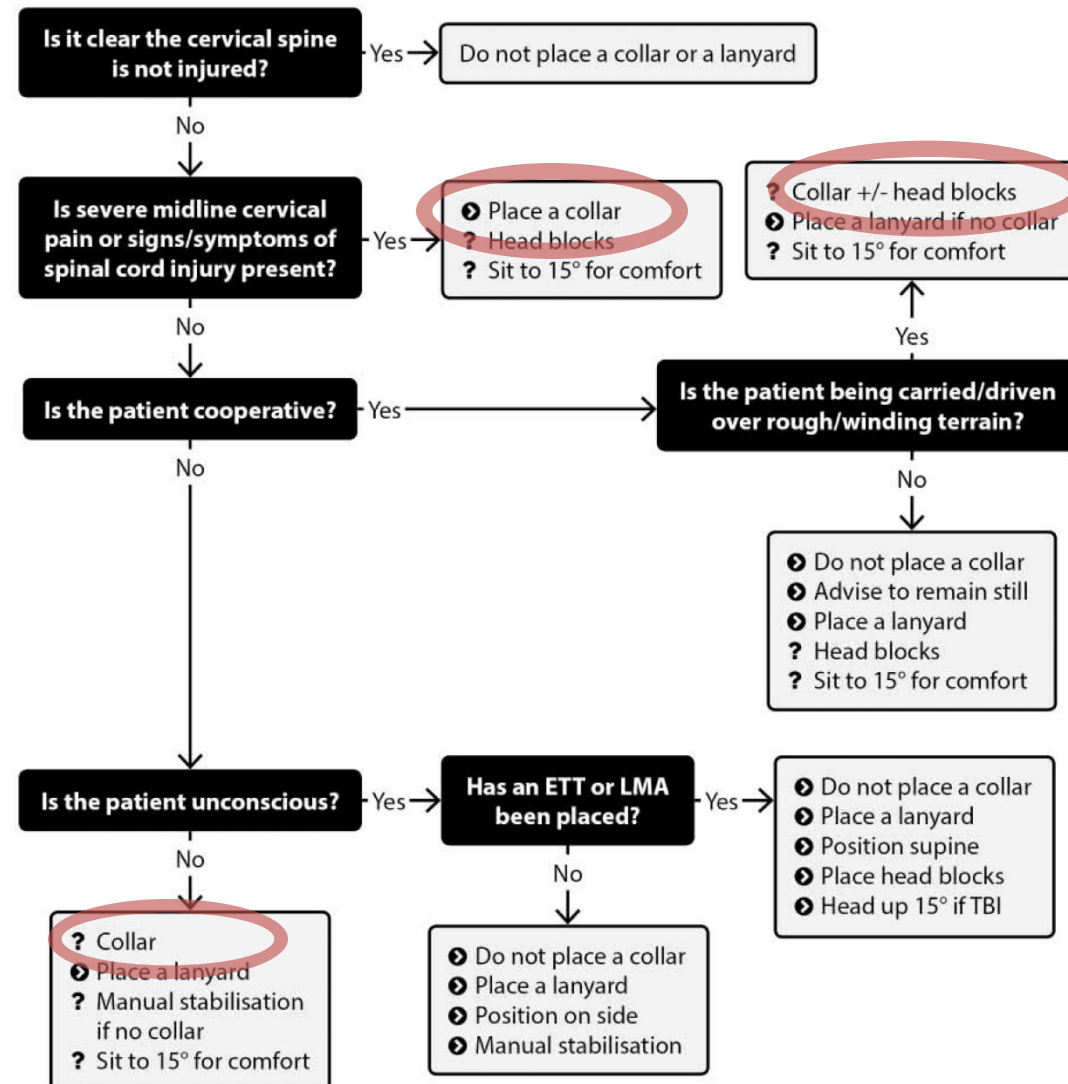 Is it clear the cervical spine
is not injured?
Yes
Do not place a collar or a lanyard
No
Is severe midline cervical
pain or signs/symptoms of
spinal cord injury present?
Yes
Place a collar
? Head blocks
? Sit to 15° for comfort
? Collar +/- head blocks
Place a lanyard if no collar
? Sit to 15° for comfort
Yes
No
Is the patient cooperative?
Yes
Is the patient being carried/driven
over rough/winding terrain?
No
No
Do not place a collar
Advise to remain still
Place a lanyard
? Head blocks
? Sit to 15° for comfort
Is the patient unconscious?
Yes
Has an ETT or LMA
been placed?
Yes
Do not place a collar
Place a lanyard
Position supine
Place head blocks
Head up 15° if TBI
No
? Collar
Place a lanyard
? Manual stabilisation
if no collar
? Sit to 15° for comfort
No
Do not place a collar
Place a lanyard
Position on side
Manual stabilisation